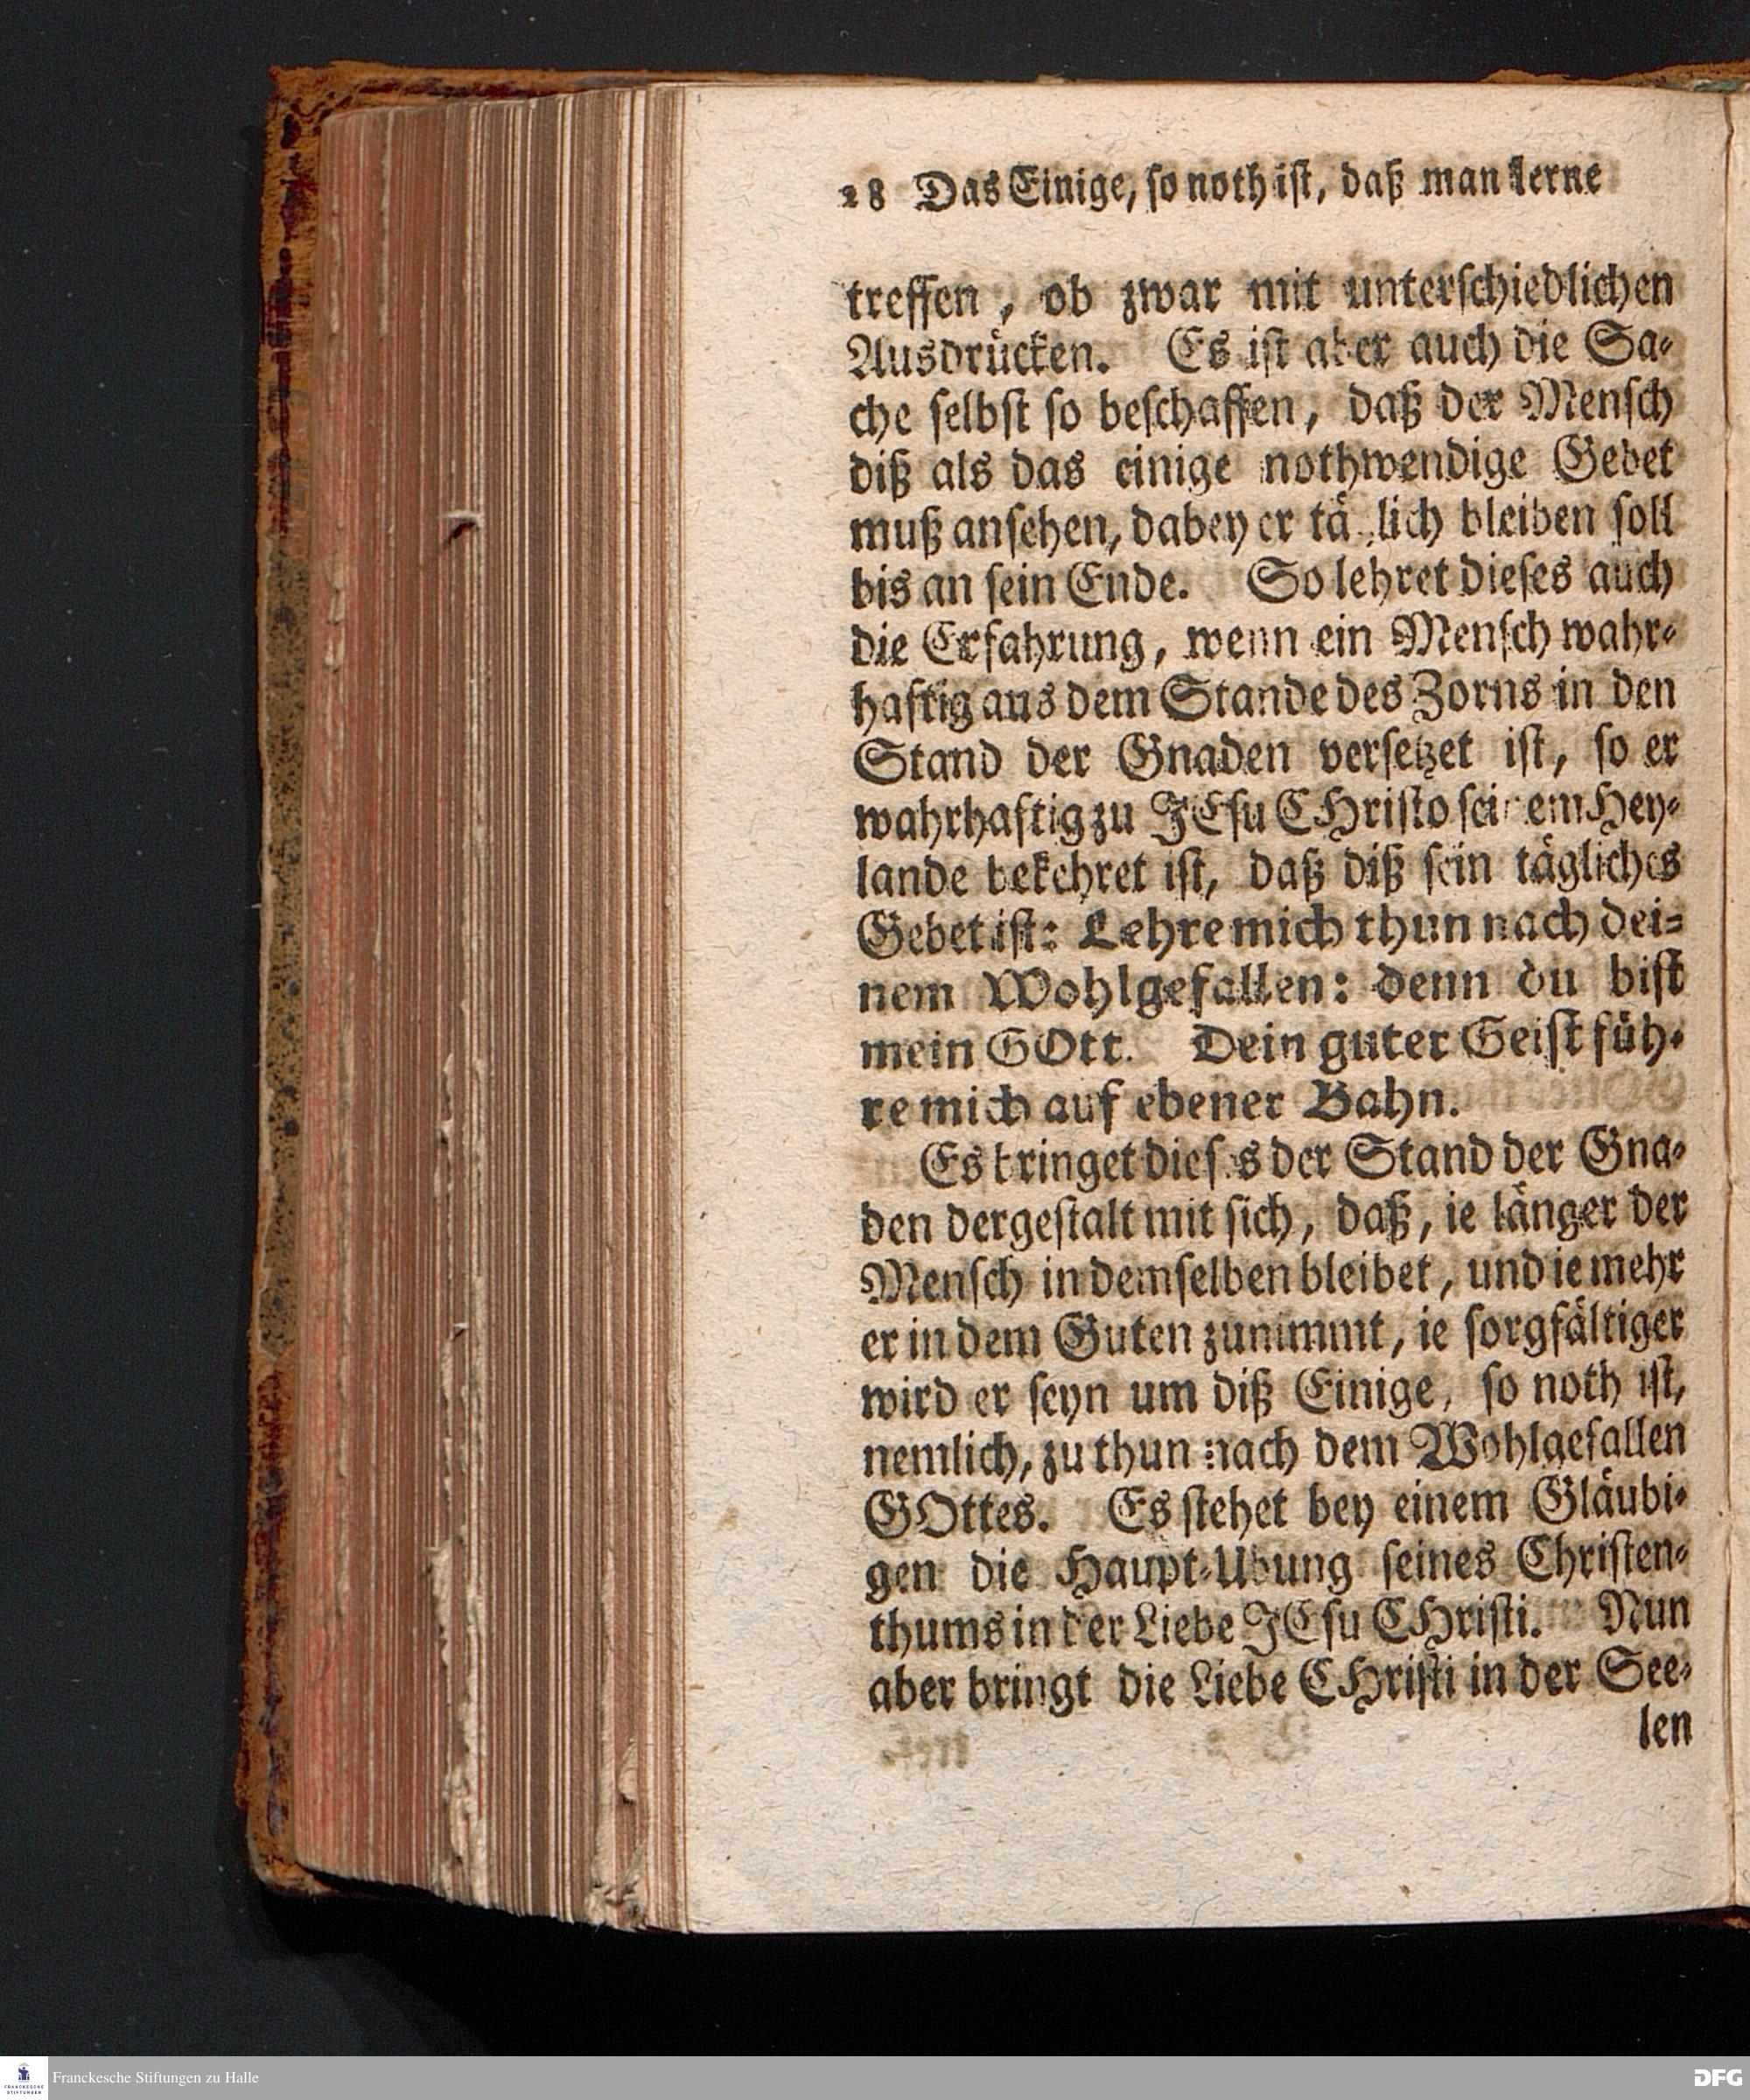 28 Das Einige, so noth ist, daß man lerne
treffen, ob zwar mit unterschiedlichen
Ausdrücken. Es ist aber auch die Sa-
che selbst so beschaffen, daß der Mensch
diß als das einige nothwendige Gebet
muß ansehen, dabey er täglich bleiben soll
bis an sein Ende. So lehret dieses auch
die Erfahrung, wenn ein Mensch wahr-
haftig aus dem Stande des Zorns in den
Stand der Gnaden versetzet ist, so er
wahrhaftig zu JEsu CHristo seinem Hey-
lande bekehret ist, daß diß sein tägliches
Gebet ist: Lehre mich thun nach dei-
nem Wohlgefallen: denn du bist
mein GOtt. Dein guter Geist füh-
re mich auf ebener Bahn.
Es bringet dieses der Stand der Gna-
den dergestalt mit sich, daß, ie länger der
Mensch in demselben bleibet, und ie mehr
er in dem Guten zunimmt, ie sorgfältiger
wird er seyn um diß Einige, so noth ist,
nemlich, zu thun nach dem Wohlgefallen
GOttes. Es stehet bey einem Gläubi-
gen die Haupt-Ubung seines Christen-
thums in der Liebe JEsu CHristi. Nun
aber bringt die Liebe CHristi in der See-
len
FRANCKESCHE
STIFTUNGEN
Franckesche Stiftungen zu Halle
DFG